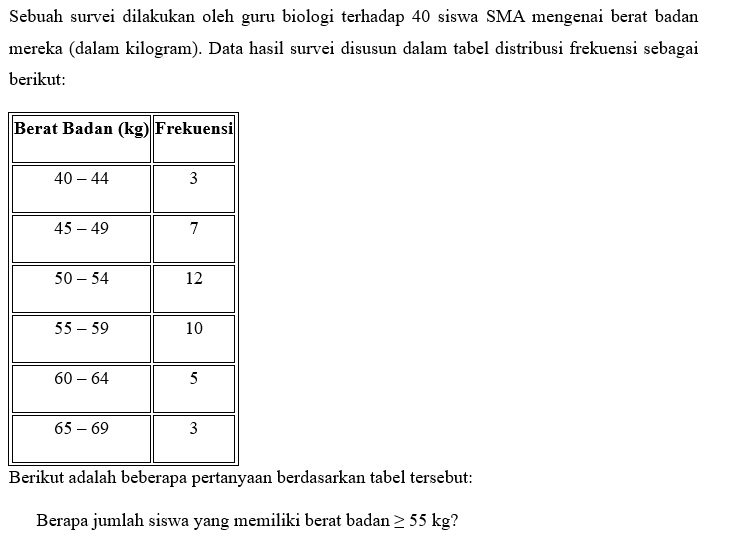 Sebuah survei dilakukan oleh guru biologi terhadap 40 siswa SMA mengenai berat badan
mereka (dalam kilogram). Data hasil survei disusun dalam tabel distribusi frekuensi sebagai
berikut:
Berat Badan (kg) Frekuensi
40 – 44 3
45 – 49 7
50 – 54 12
55 – 59 10
60 – 64 5
65 – 69 3
Berikut adalah beberapa pertanyaan berdasarkan tabel tersebut:
Berapa jumlah siswa yang memiliki berat badan ≥ 55 kg?